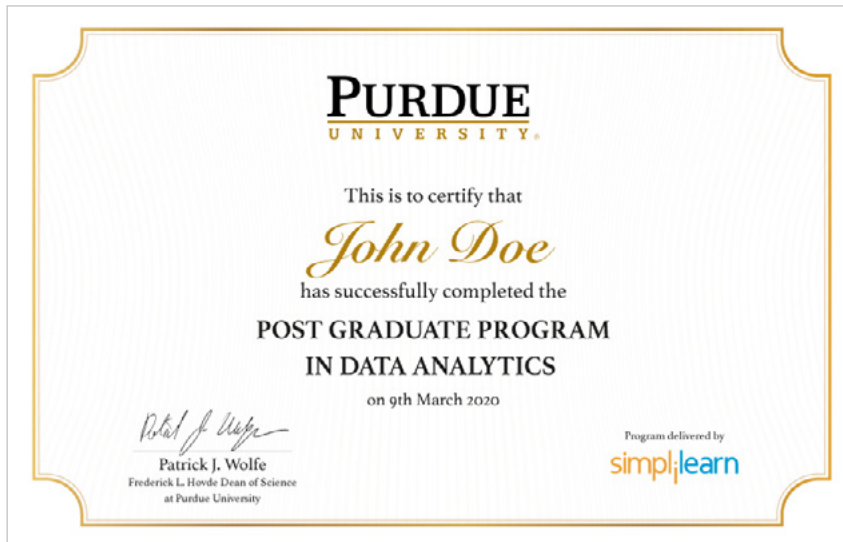 PURDUE
UNIVERSITY®
This is to certify that
John Doe
has successfully completed the
POST GRADUATE PROGRAM
IN DATA ANALYTICS
on 9th March 2020
Patrick J. Wolfe
Frederick L. Hovde Dean of Science
at Purdue University
Program delivered by
simplilearn